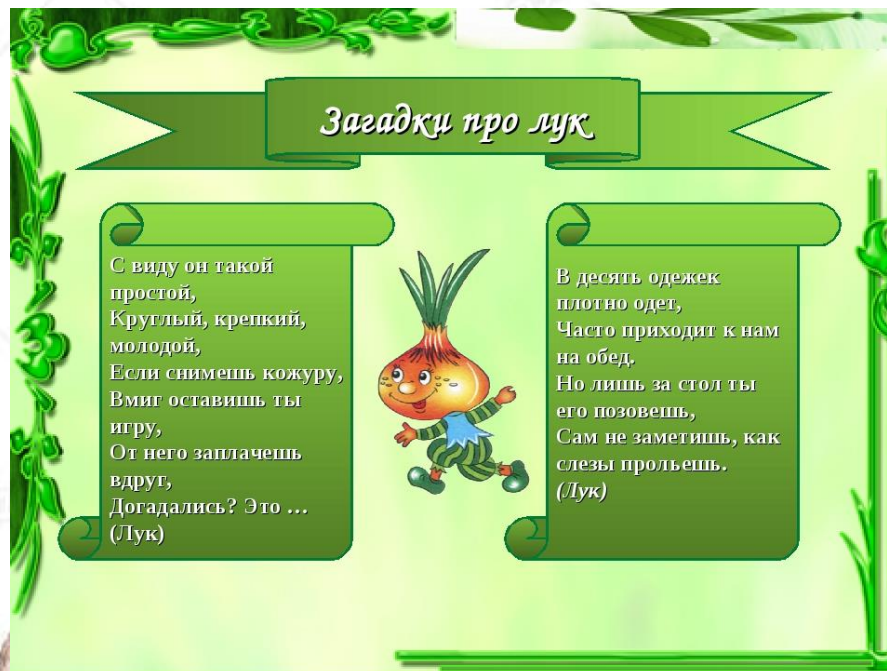 Загадки про лук
С виду он такой
простой,
Круглый, крепкий,
молодой,
Если снимешь кожуру,
Вмиг оставишь ты
игру,
От него заплачешь
вдруг,
Догадались? Это …
(Лук)
В десять одежек
плотно одет,
Часто приходит к нам
на обед.
Но лишь за стол ты
его позовешь,
Сам не заметишь, как
слезы прольешь.
(Лук)